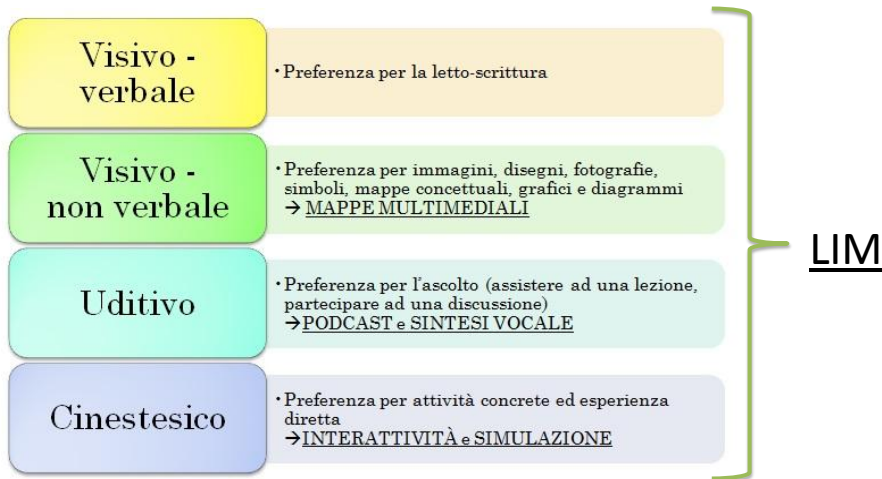 Visivo -
verbale
•Preferenza per la letto-scrittura
Visivo -
non verbale
•Preferenza per immagini, disegni, fotografie,
simboli, mappe concettuali, grafici e diagrammi
→ MAPPE MULTIMEDIALI
Uditivo
•Preferenza per l'ascolto (assistere ad una lezione,
partecipare ad una discussione)
→PODCAST e SINTESI VOCALE
Cinestesico
•Preferenza per attività concrete ed esperienza
diretta
→INTERATTIVITÀ e SIMULAZIONE
LIM